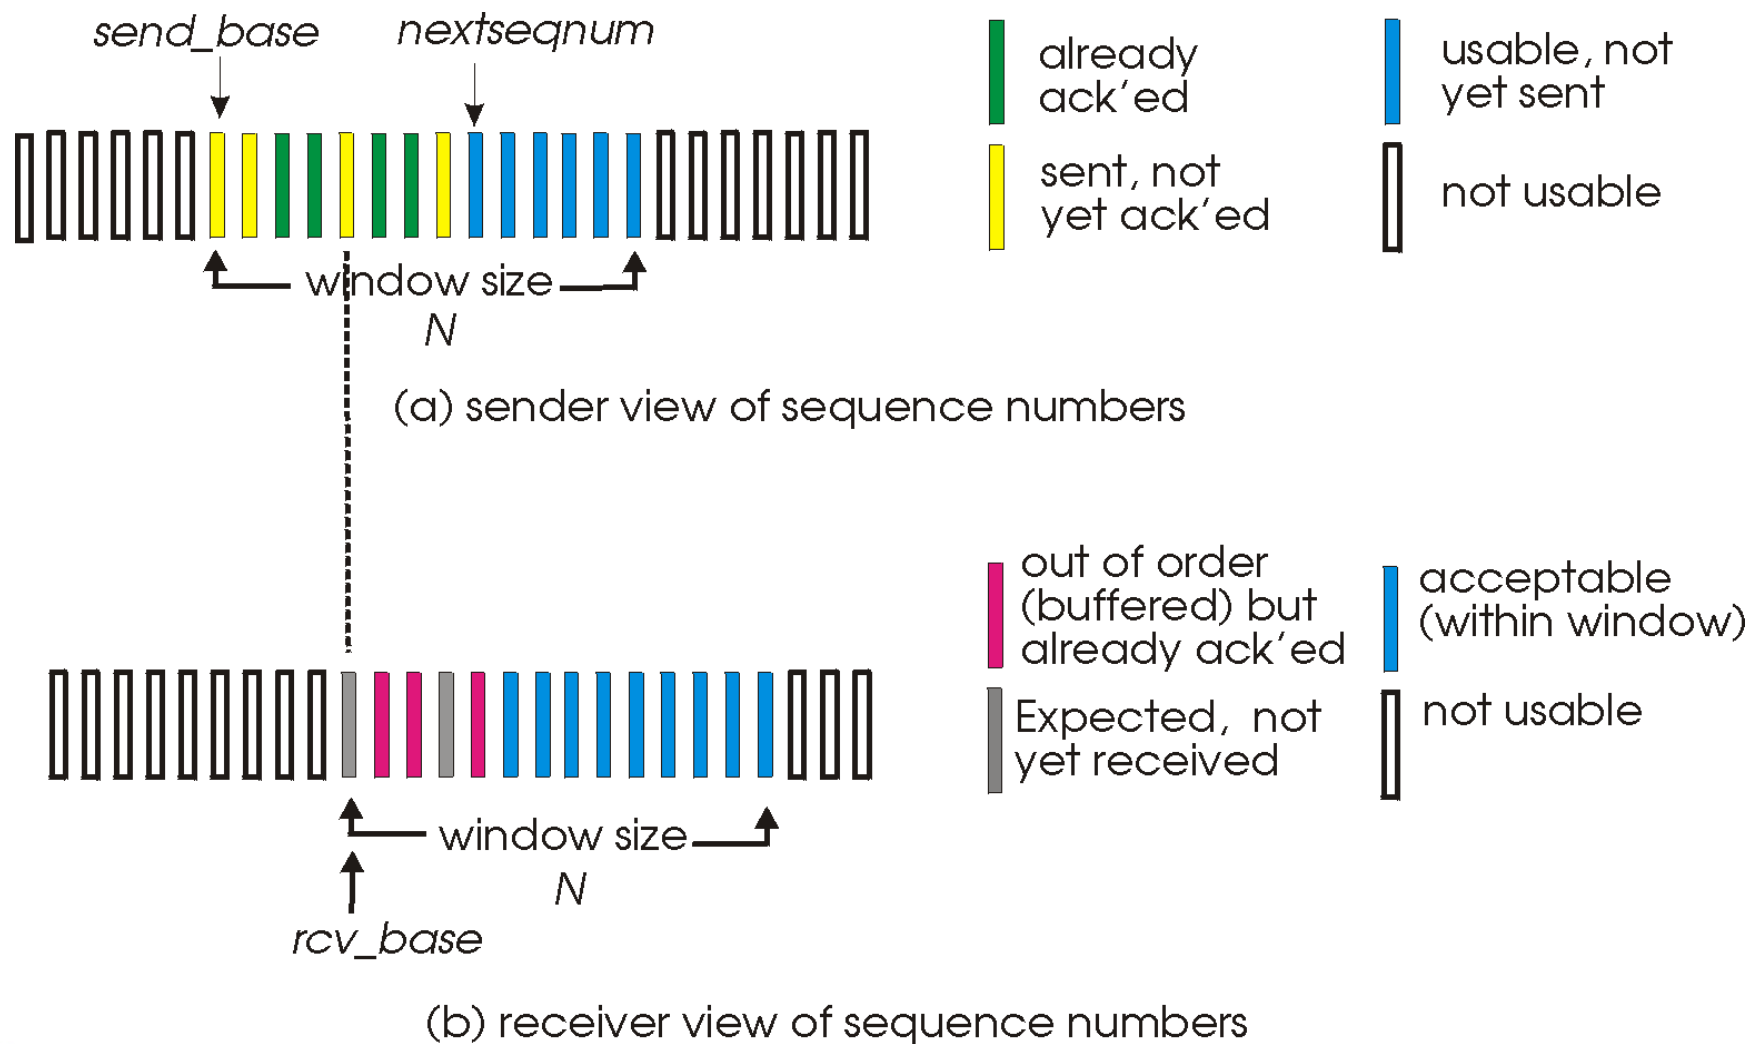 send_base
nextseqnum
already
ack'ed
usable, not
yet sent
sent, not
yet ack'ed
not usable
window size
N
(a) sender view of sequence numbers
out of order
(buffered) but
already ack'ed
acceptable
(within window)
Expected, not
yet received
not usable
window size
N
rcv_base
(b) receiver view of sequence numbers